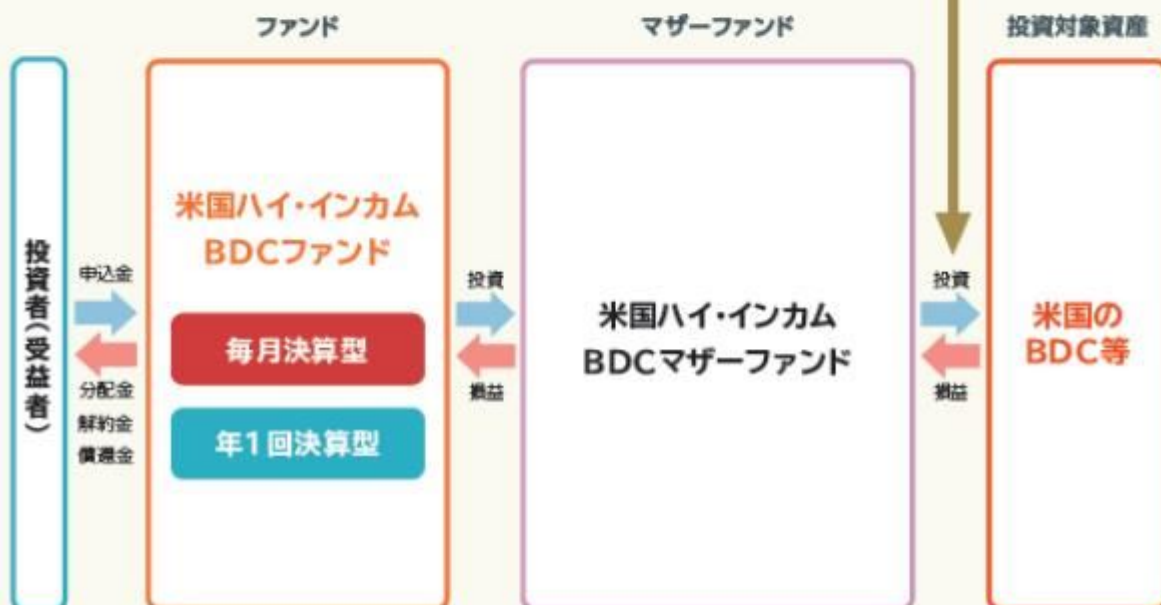 ファンド
マザーファンド
投資対象資産
投資者(受益者)
申込金
分配金
解約金
償還金
米国ハイ・インカム
BDCファンド
毎月決算型
年1回決算型
投資
損益
米国ハイ・インカム
BDCマザーファンド
投資
損益
米国の
BDC等